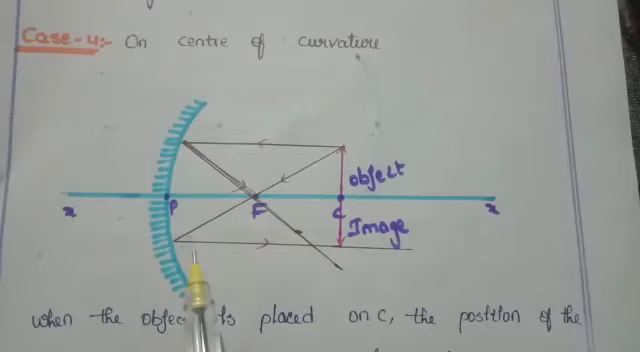 Case-4:- On centre of curvature
Object
x P F C x
Image
when the object is placed on C, the position of the